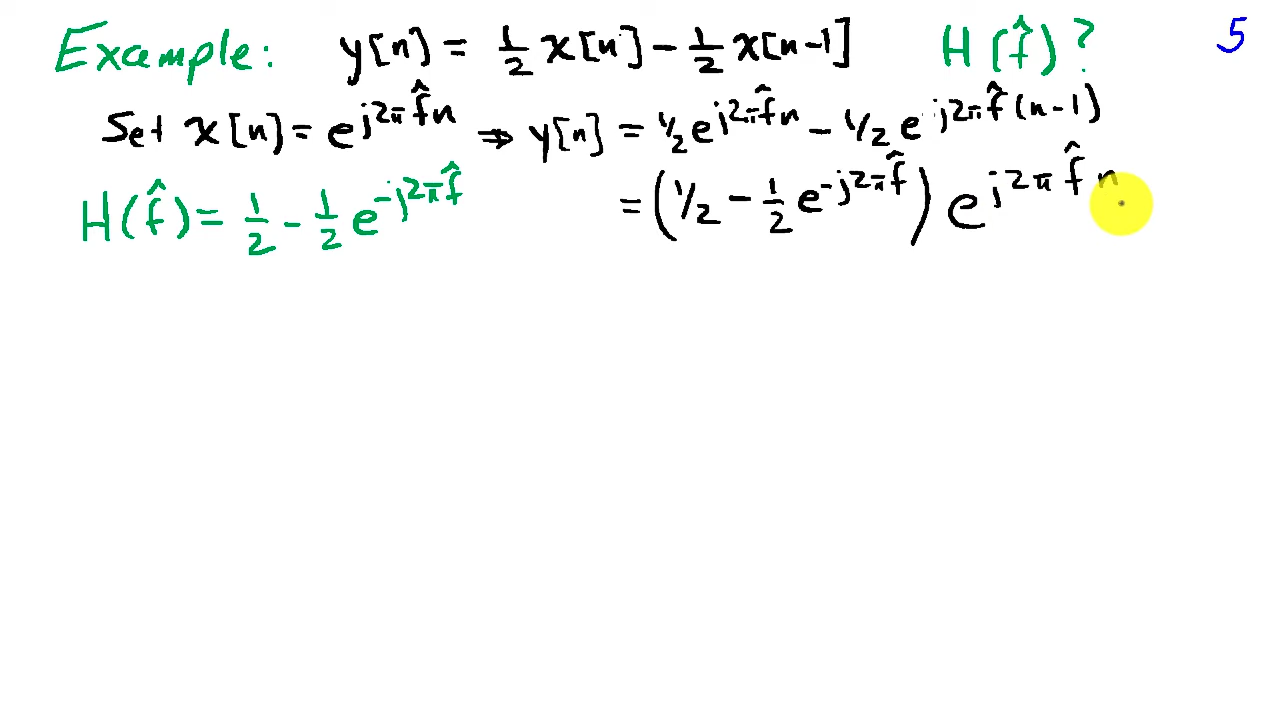 Example: y[n] = 1/2 x[n] - 1/2 x[n-1] H(f̂)? 5
Set x[n] = e^{j2πf̂n} ⇒ y[n] = 1/2 e^{j2πf̂n} - 1/2 e^{j2πf̂(n-1)}
H(f̂) = 1/2 - 1/2 e^{-j2πf̂} = (1/2 - 1/2 e^{-j2πf̂}) e^{j2πf̂n}